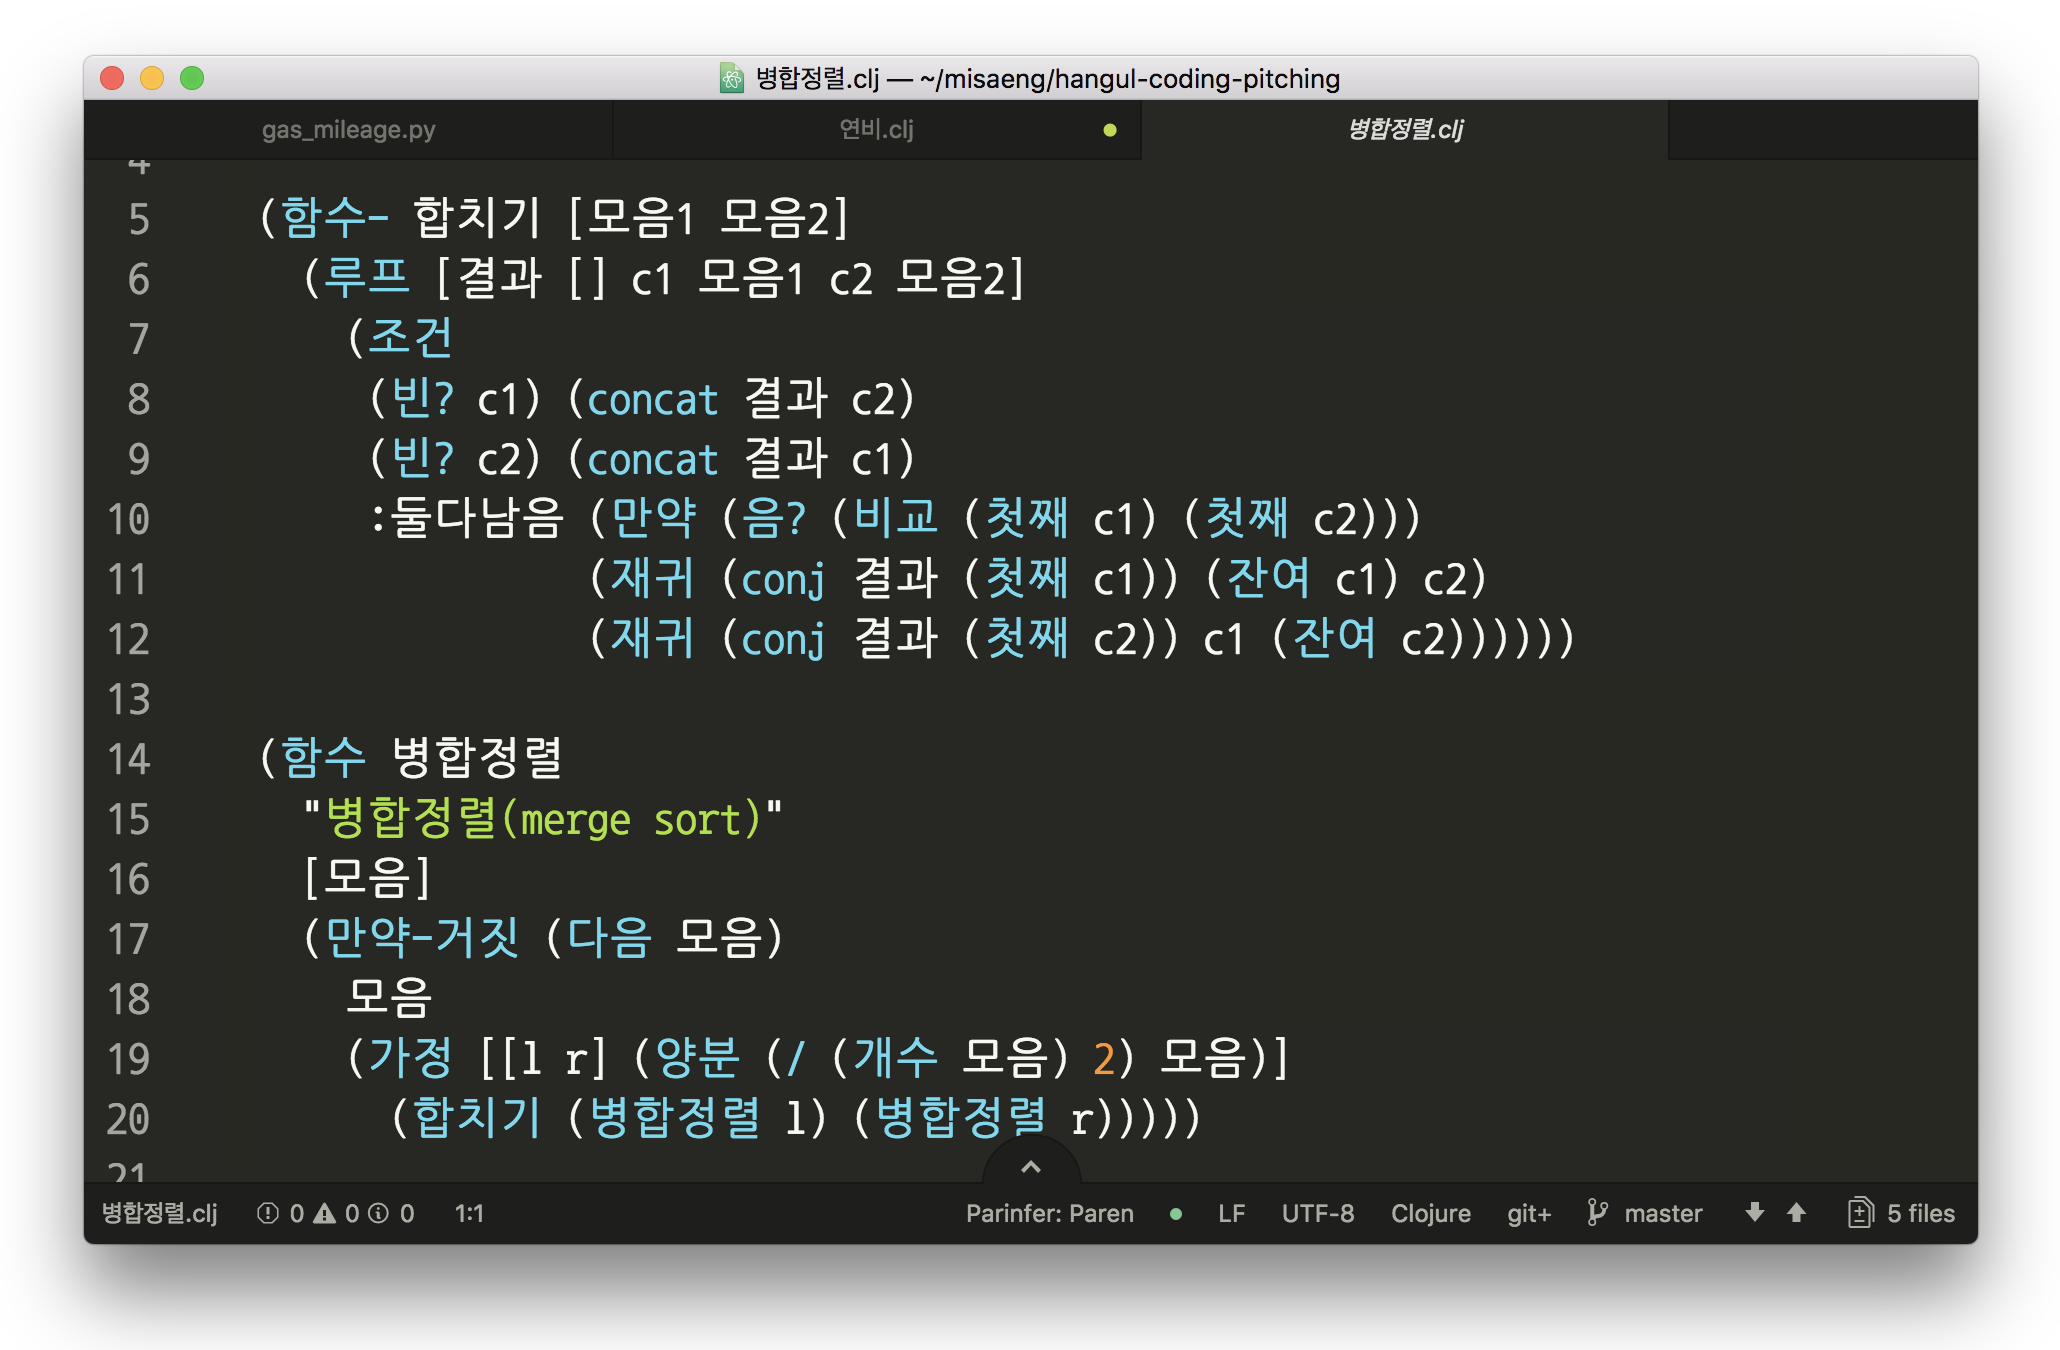 병합정렬.clj — ~/misaeng/hangul-coding-pitching
gas_mileage.py 연비.clj 병합정렬.clj
4
5 (함수- 합치기 [모음1 모음2]
6 (루프 [결과 [] c1 모음1 c2 모음2]
7 (조건
8 (빈? c1) (concat 결과 c2)
9 (빈? c2) (concat 결과 c1)
10 :둘다남음 (만약 (음? (비교 (첫째 c1) (첫째 c2)))
11 (재귀 (conj 결과 (첫째 c1)) (잔여 c1) c2)
12 (재귀 (conj 결과 (첫째 c2)) c1 (잔여 c2))))))
13
14 (함수 병합정렬
15 "병합정렬(merge sort)"
16 [모음]
17 (만약-거짓 (다음 모음)
18 모음
19 (가정 [[l r] (양분 (/ (개수 모음) 2) 모음)]
20 (합치기 (병합정렬 l) (병합정렬 r)))))
21
병합정렬.clj 0 0 0 1:1 Parinfer: Paren LF UTF-8 Clojure git+ master 5 files